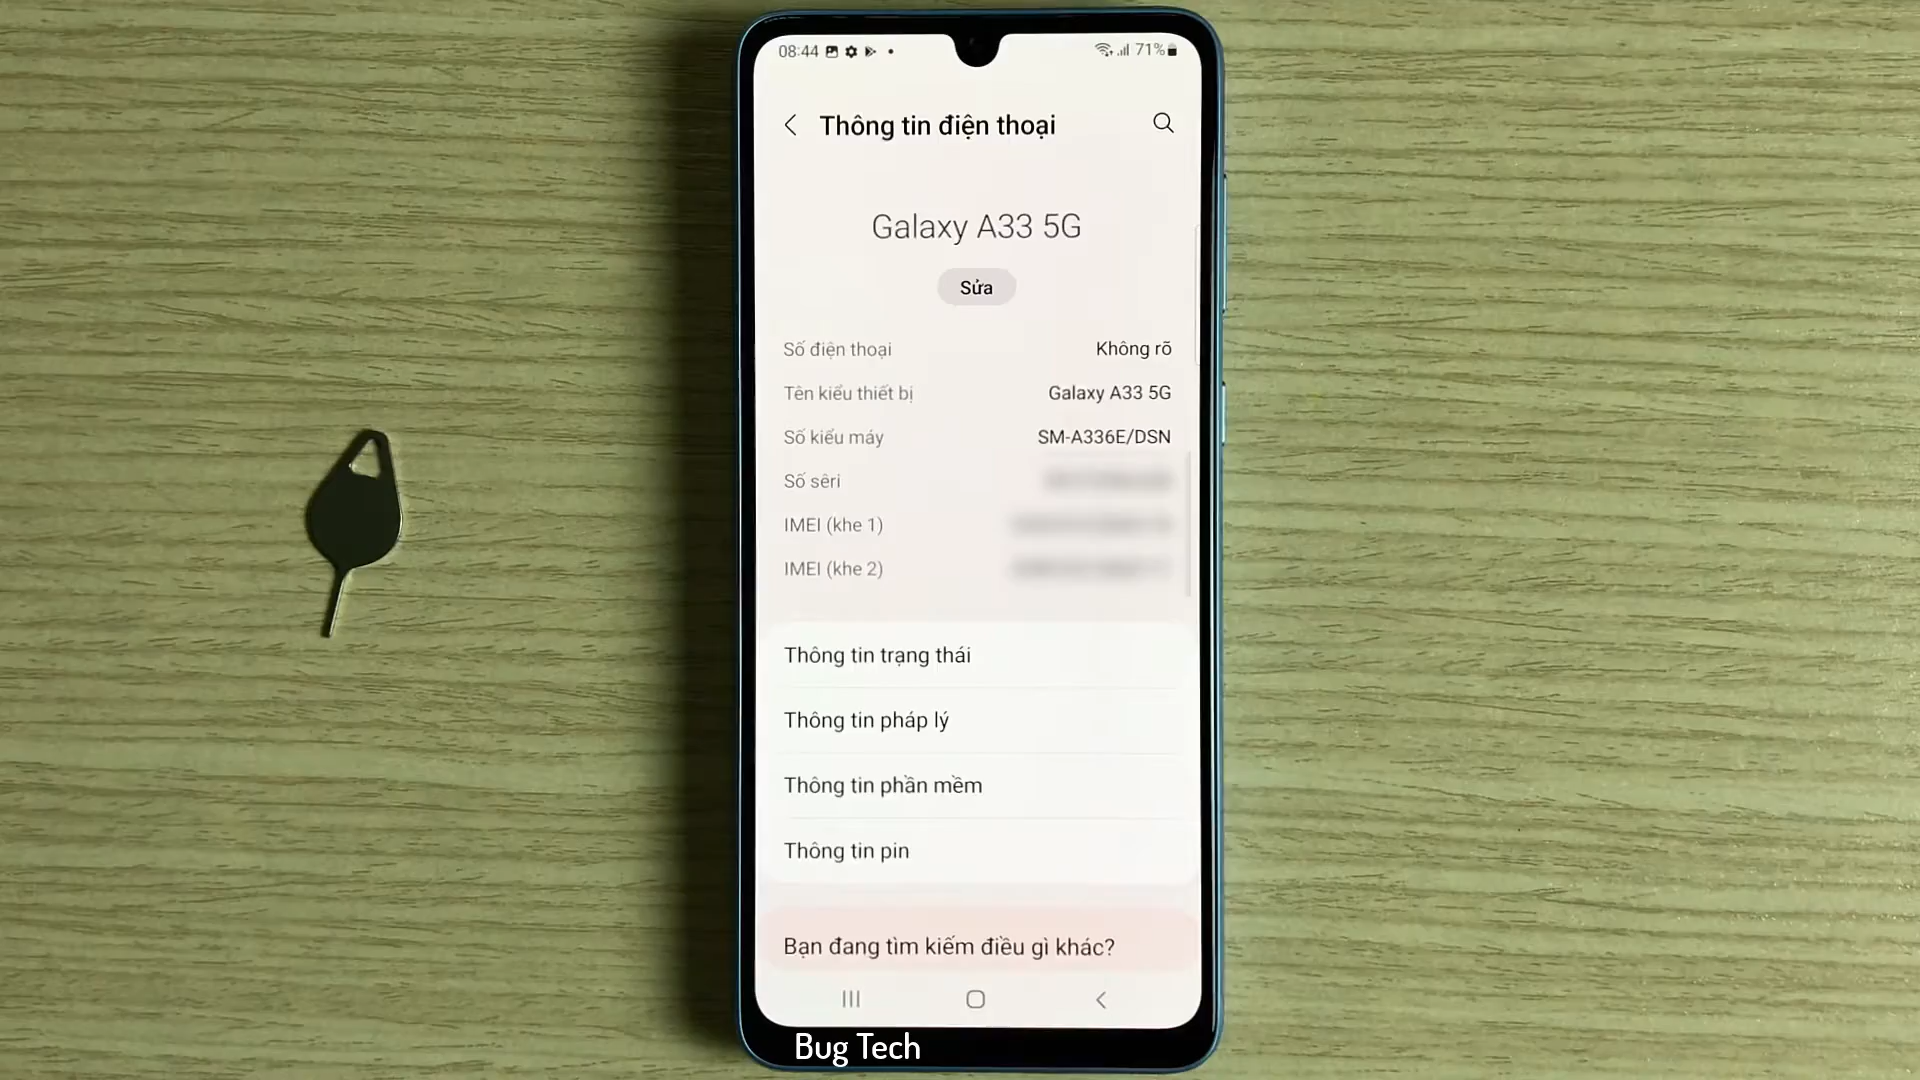 08:44
71%
Thông tin điện thoại
Galaxy A33 5G
Sửa
Số điện thoại Không rõ
Tên kiểu thiết bị Galaxy A33 5G
Số kiểu máy SM-A336E/DSN
Số sêri
IMEI (khe 1)
IMEI (khe 2)
Thông tin trạng thái
Thông tin pháp lý
Thông tin phần mềm
Thông tin pin
Bạn đang tìm kiếm điều gì khác?
Bug Tech